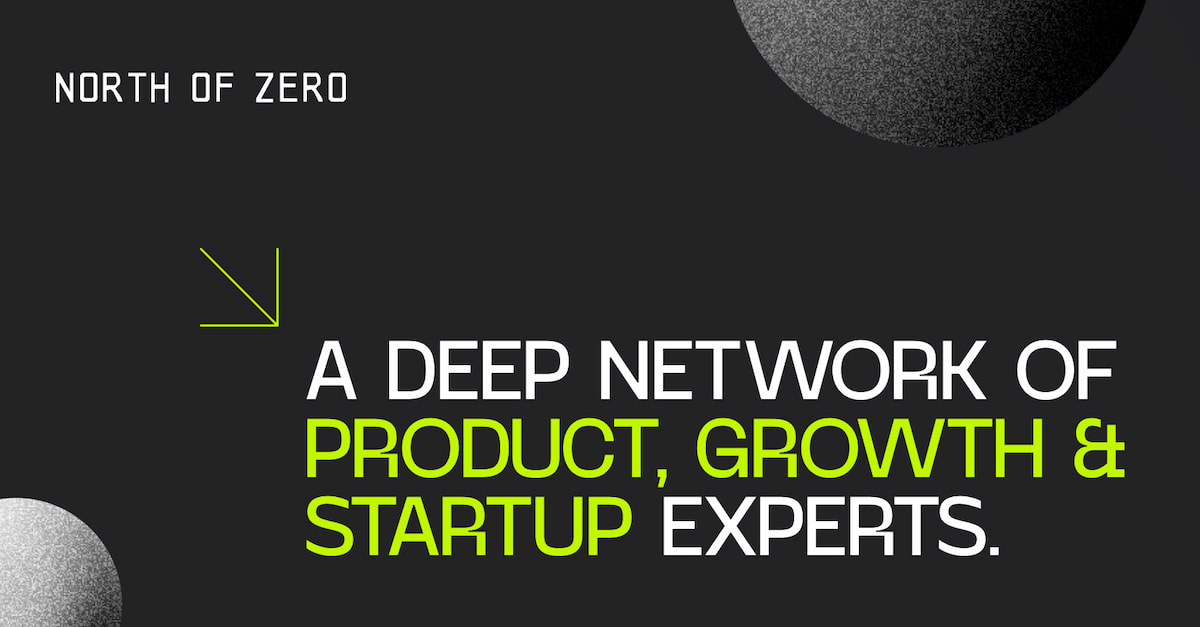 NORTH OF ZERO
A DEEP NETWORK OF
PRODUCT, GROWTH &
STARTUP EXPERTS.